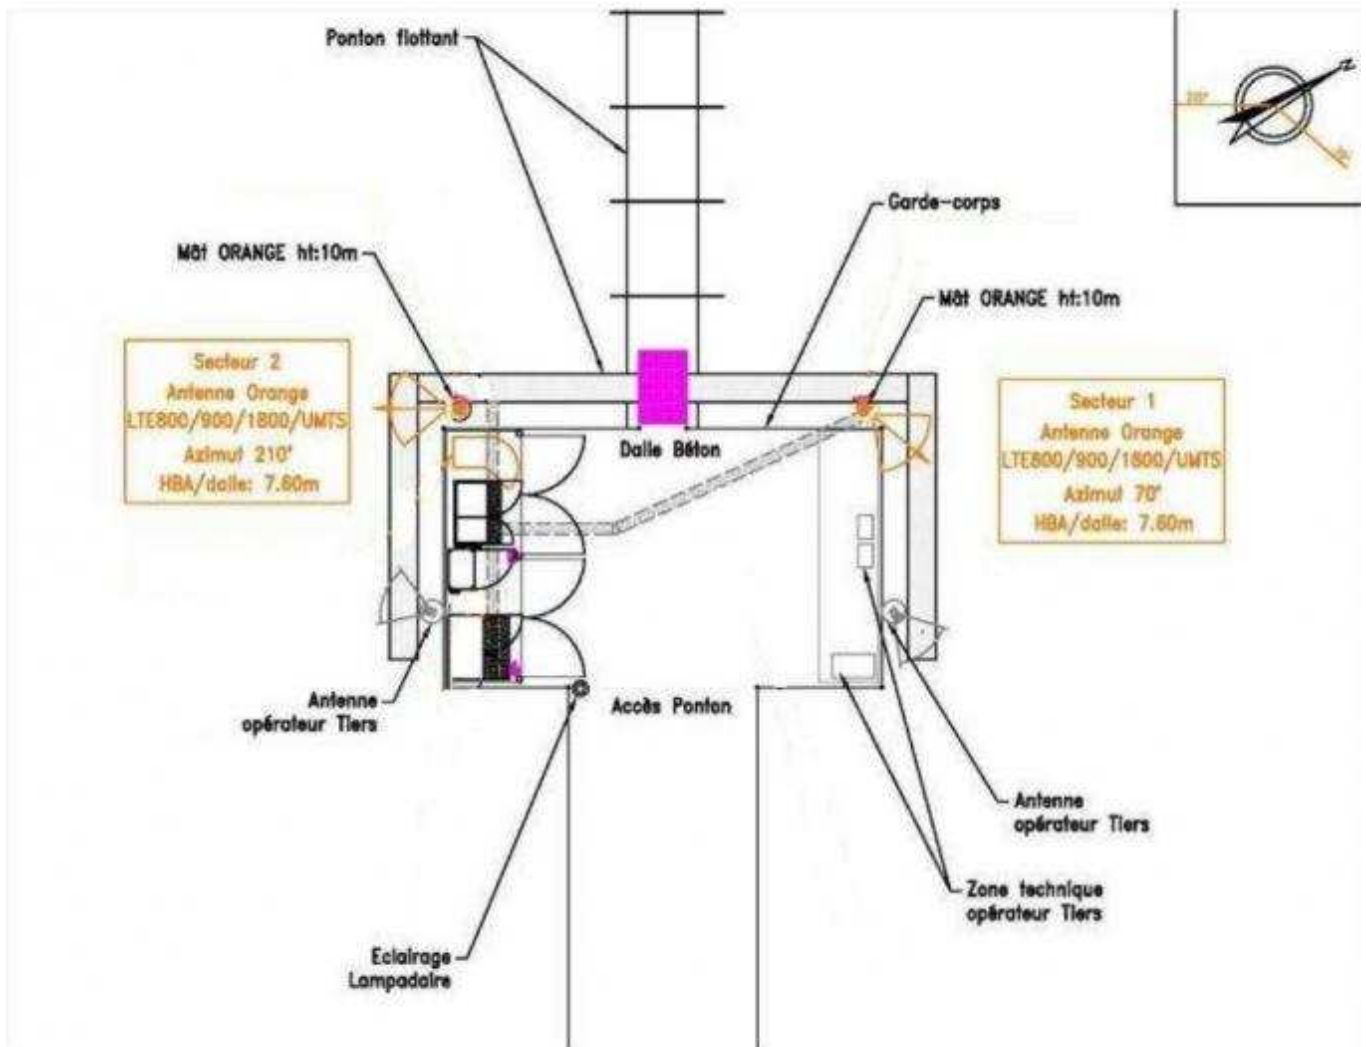 Ponton flottant
210°
N
Garde-corps
Mât ORANGE ht:10m
Mât ORANGE ht:10m
Secteur 2
Antenne Orange
LTE800/900/1800/UMTS
Azimut 210°
HBA/dalle: 7.60m
Secteur 1
Antenne Orange
LTE800/900/1800/UMTS
Azimut 70°
HBA/dalle: 7.60m
Dalle Béton
Antenne
opérateur Tiers
Accès Ponton
Antenne
opérateur Tiers
Zone technique
opérateur Tiers
Eclairage
Lampadaire